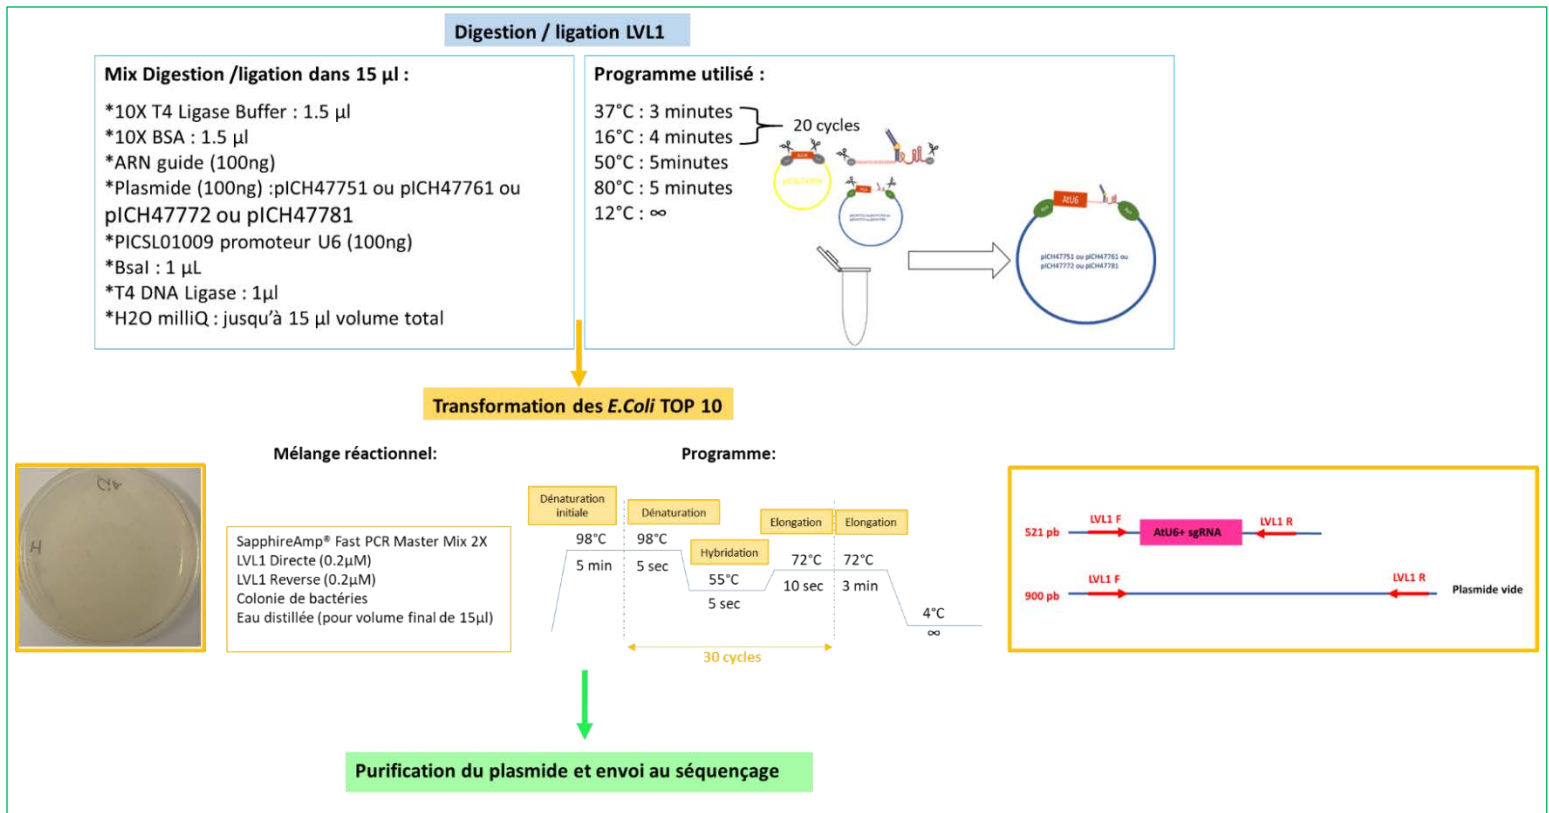 Digestion / ligation LVL1
Mix Digestion /ligation dans 15 µl :
*10X T4 Ligase Buffer : 1.5 µl
*10X BSA : 1.5 µl
*ARN guide (100ng)
*Plasmide (100ng) :pICH47751 ou pICH47761 ou
pICH47772 ou pICH47781
*PICSL01009 promoteur U6 (100ng)
*BsaI : 1 µL
*T4 DNA Ligase : 1µl
*H2O milliQ : jusqu'à 15 µl volume total
Programme utilisé :
37°C : 3 minutes
16°C : 4 minutes
20 cycles
50°C : 5minutes
80°C : 5 minutes
12°C : ∞
AtU6
pICH47751 ou pICH47761 ou
pICH47772 ou pICH47781
Transformation des E.Coli TOP 10
Mélange réactionnel:
SapphireAmp® Fast PCR Master Mix 2X
LVL1 Directe (0.2µM)
LVL1 Reverse (0.2µM)
Colonie de bactéries
Eau distillée (pour volume final de 15µl)
Programme:
Dénaturation
initiale
Dénaturation
Hybridation
Elongation
Elongation
98°C
5 min
98°C
5 sec
55°C
5 sec
72°C
10 sec
72°C
3 min
4°C
∞
30 cycles
521 pb
LVL1 F
AtU6+ sgRNA
LVL1 R
900 pb
LVL1 F
LVL1 R
Plasmide vide
Purification du plasmide et envoi au séquençage